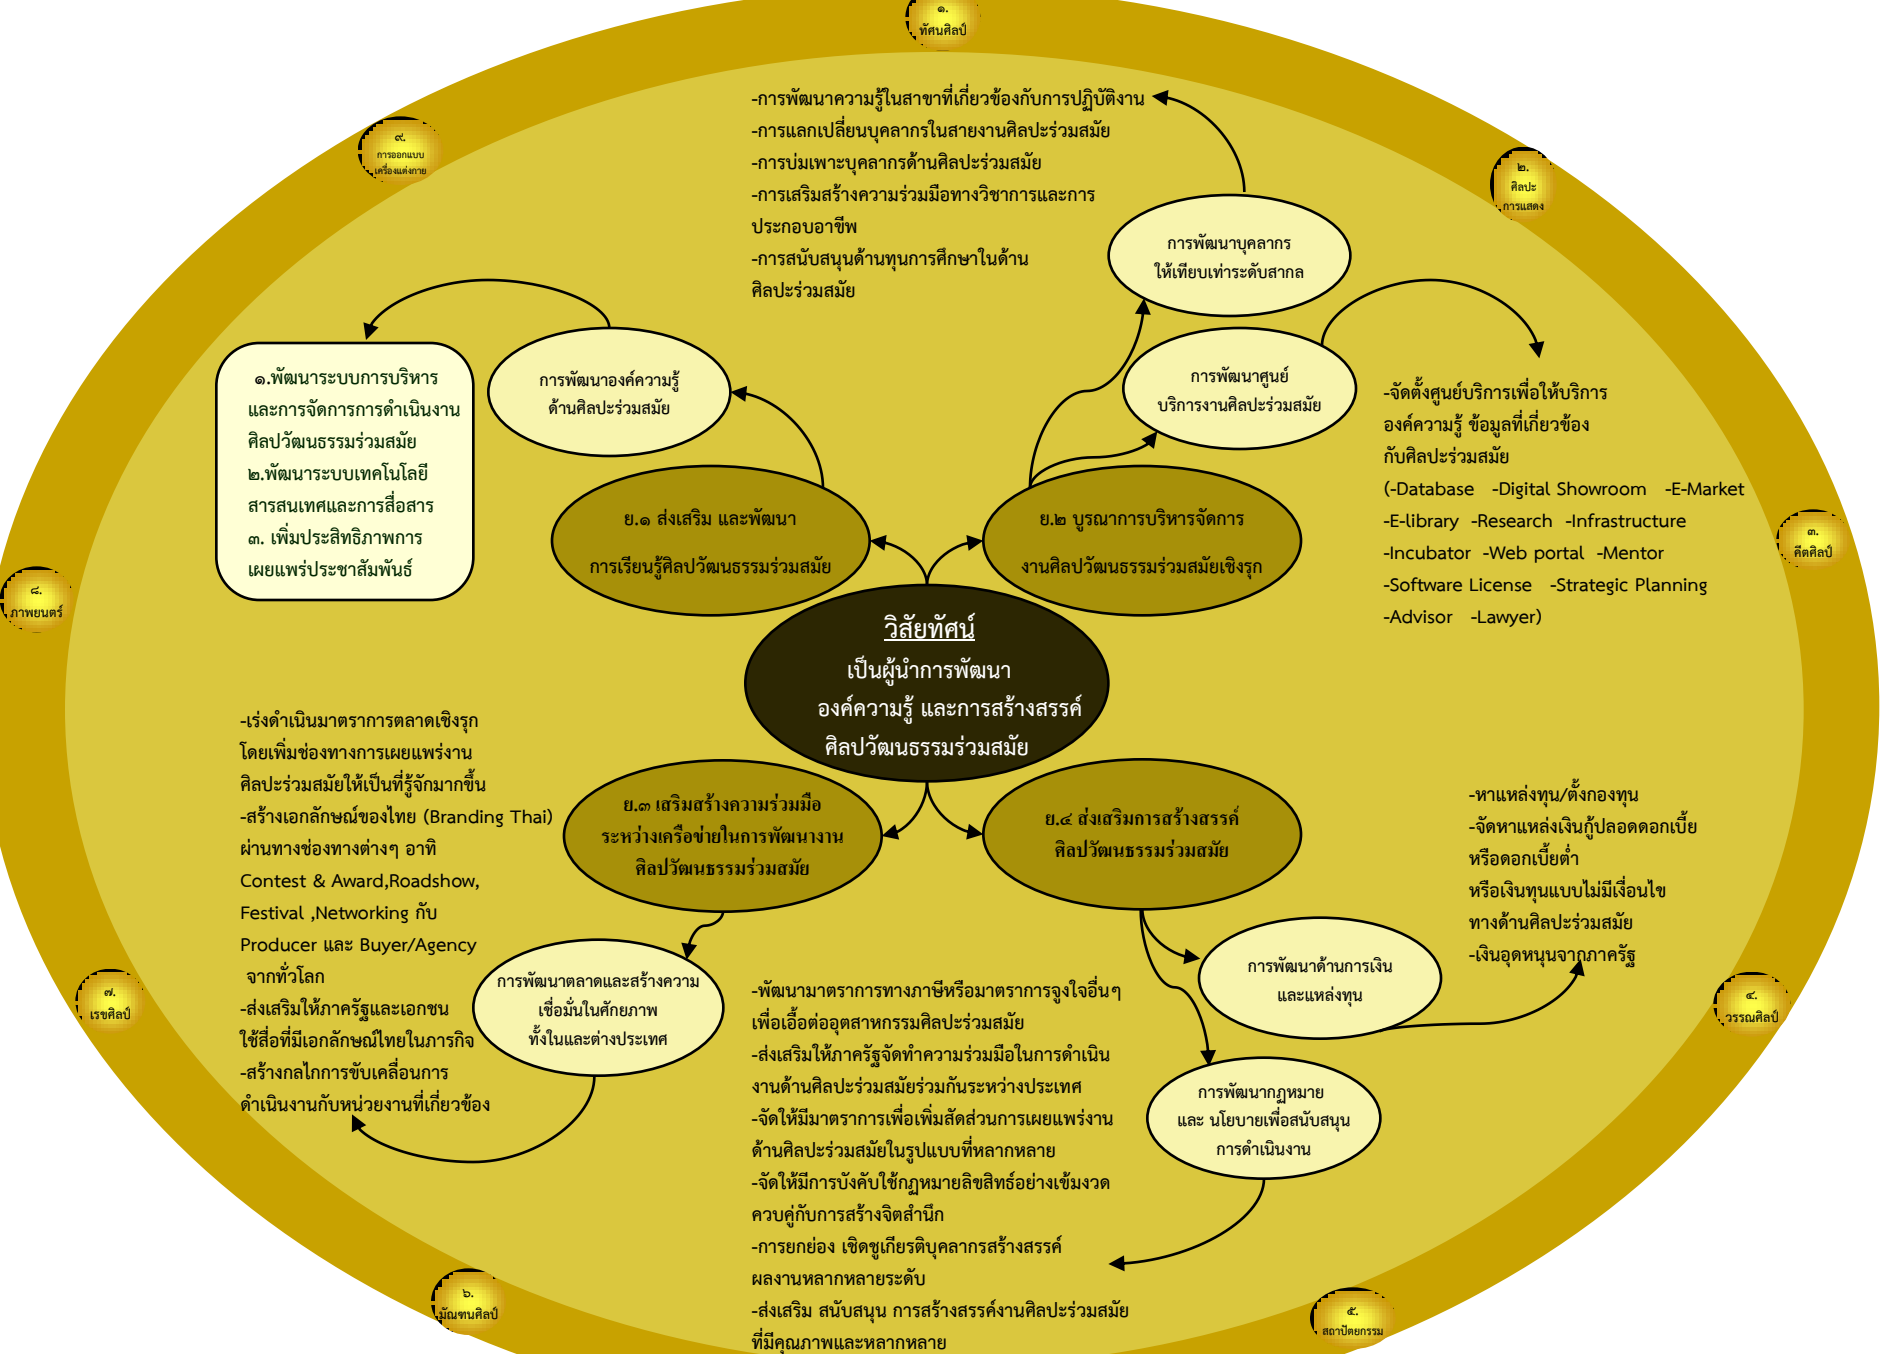 ๑.
ทัศนศิลป์
๒.
ศิลปะ
การแสดง
๓.
คีตศิลป์
๔.
วรรณศิลป์
๕.
สถาปัตยกรรม
๖.
มัณฑนศิลป์
๗.
เรขศิลป์
๘.
ภาพยนตร์
๙.
การออกแบบ
เครื่องแต่งกาย
วิสัยทัศน์
เป็นผู้นำการพัฒนา
องค์ความรู้ และการสร้างสรรค์
ศิลปวัฒนธรรมร่วมสมัย
ย.๑ ส่งเสริม และพัฒนา
การเรียนรู้ศิลปวัฒนธรรมร่วมสมัย
การพัฒนาองค์ความรู้
ด้านศิลปะร่วมสมัย
๑.พัฒนาระบบการบริหาร
และการจัดการการดำเนินงาน
ศิลปวัฒนธรรมร่วมสมัย
๒.พัฒนาระบบเทคโนโลยี
สารสนเทศและการสื่อสาร
๓. เพิ่มประสิทธิภาพการ
เผยแพร่ประชาสัมพันธ์
ย.๒ บูรณาการบริหารจัดการ
งานศิลปวัฒนธรรมร่วมสมัยเชิงรุก
การพัฒนาบุคลากร
ให้เทียบเท่าระดับสากล
-การพัฒนาความรู้ในสาขาที่เกี่ยวข้องกับการปฏิบัติงาน
-การแลกเปลี่ยนบุคลากรในสายงานศิลปะร่วมสมัย
-การบ่มเพาะบุคลากรด้านศิลปะร่วมสมัย
-การเสริมสร้างความร่วมมือทางวิชาการและการ
ประกอบอาชีพ
-การสนับสนุนด้านทุนการศึกษาในด้าน
ศิลปะร่วมสมัย
การพัฒนาศูนย์
บริการงานศิลปะร่วมสมัย
-จัดตั้งศูนย์บริการเพื่อให้บริการ
องค์ความรู้ ข้อมูลที่เกี่ยวข้อง
กับศิลปะร่วมสมัย
(-Database -Digital Showroom -E-Market
-E-library -Research -Infrastructure
-Incubator -Web portal -Mentor
-Software License -Strategic Planning
-Advisor -Lawyer)
ย.๓ เสริมสร้างความร่วมมือ
ระหว่างเครือข่ายในการพัฒนางาน
ศิลปวัฒนธรรมร่วมสมัย
การพัฒนาตลาดและสร้างความ
เชื่อมั่นในศักยภาพ
ทั้งในและต่างประเทศ
-เร่งดำเนินมาตราการตลาดเชิงรุก
โดยเพิ่มช่องทางการเผยแพร่งาน
ศิลปะร่วมสมัยให้เป็นที่รู้จักมากขึ้น
-สร้างเอกลักษณ์ของไทย (Branding Thai)
ผ่านทางช่องทางต่างๆ อาทิ
Contest & Award,Roadshow,
Festival ,Networking กับ
Producer และ Buyer/Agency
จากทั่วโลก
-ส่งเสริมให้ภาครัฐและเอกชน
ใช้สื่อที่มีเอกลักษณ์ไทยในภารกิจ
-สร้างกลไกการขับเคลื่อนการ
ดำเนินงานกับหน่วยงานที่เกี่ยวข้อง
ย.๔ ส่งเสริมการสร้างสรรค์
ศิลปวัฒนธรรมร่วมสมัย
การพัฒนาด้านการเงิน
และแหล่งทุน
-หาแหล่งทุน/ตั้งกองทุน
-จัดหาแหล่งเงินกู้ปลอดดอกเบี้ย
หรือดอกเบี้ยต่ำ
หรือเงินทุนแบบไม่มีเงื่อนไข
ทางด้านศิลปะร่วมสมัย
-เงินอุดหนุนจากภาครัฐ
การพัฒนากฏหมาย
และ นโยบายเพื่อสนับสนุน
การดำเนินงาน
-พัฒนามาตราการทางภาษีหรือมาตราการจูงใจอื่นๆ
เพื่อเอื้อต่ออุตสาหกรรมศิลปะร่วมสมัย
-ส่งเสริมให้ภาครัฐจัดทำความร่วมมือในการดำเนิน
งานด้านศิลปะร่วมสมัยร่วมกันระหว่างประเทศ
-จัดให้มีมาตราการเพื่อเพิ่มสัดส่วนการเผยแพร่งาน
ด้านศิลปะร่วมสมัยในรูปแบบที่หลากหลาย
-จัดให้มีการบังคับใช้กฏหมายลิขสิทธ์อย่างเข้มงวด
ควบคู่กับการสร้างจิตสำนึก
-การยกย่อง เชิดชูเกียรติบุคลากรสร้างสรรค์
ผลงานหลากหลายระดับ
-ส่งเสริม สนับสนุน การสร้างสรรค์งานศิลปะร่วมสมัย
ที่มีคุณภาพและหลากหลาย